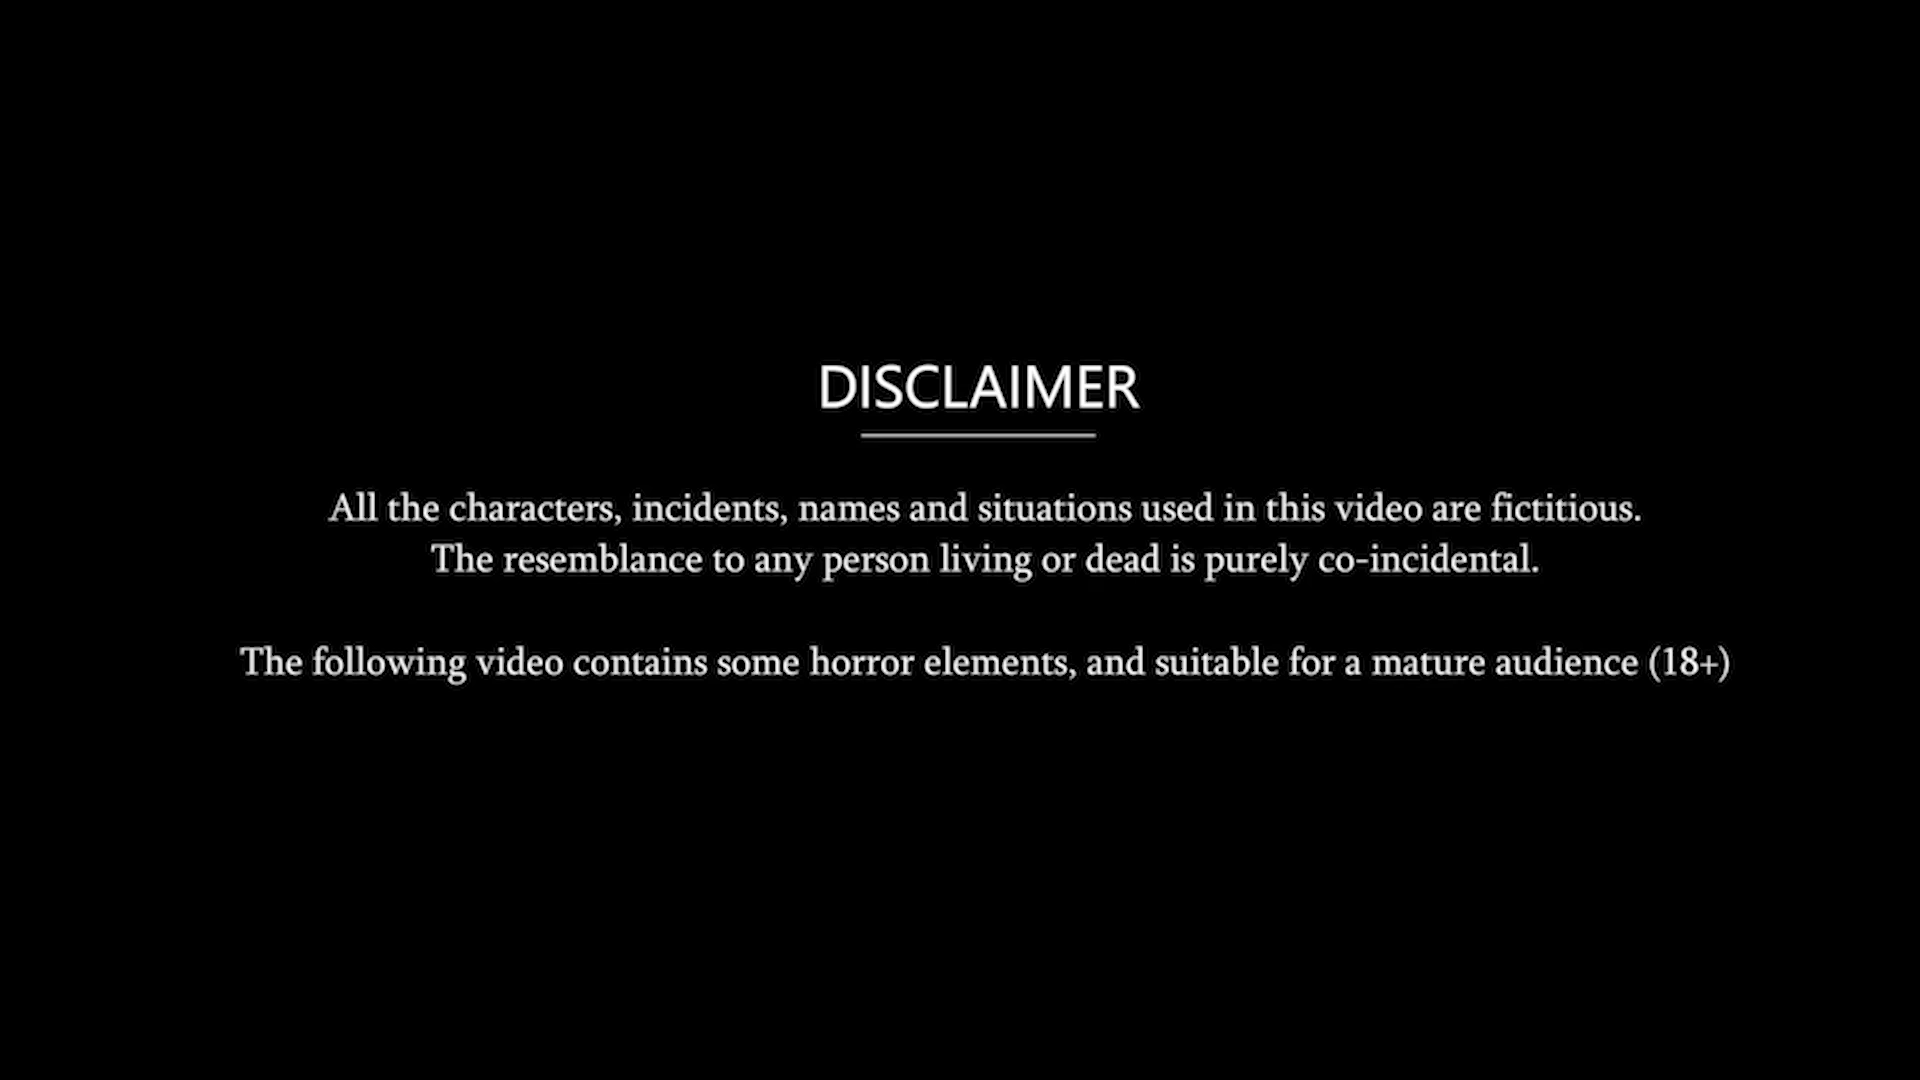 DISCLAIMER
All the characters, incidents, names and situations used in this video are fictitious.
The resemblance to any person living or dead is purely co-incidental.
The following video contains some horror elements, and suitable for a mature audience (18+)